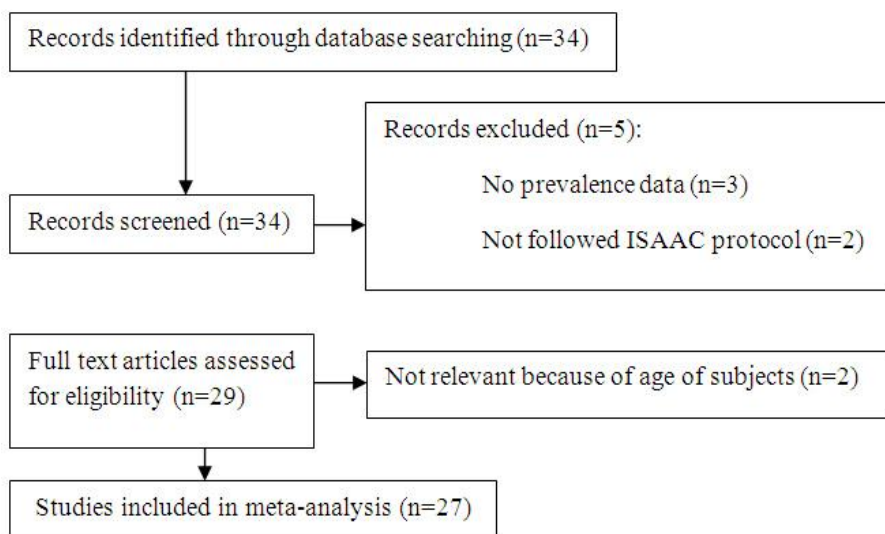 Records identified through database searching (n=34)
Records excluded (n=5):
No prevalence data (n=3)
Not followed ISAAC protocol (n=2)
Records screened (n=34)
Full text articles assessed
for eligibility (n=29)
Not relevant because of age of subjects (n=2)
Studies included in meta-analysis (n=27)